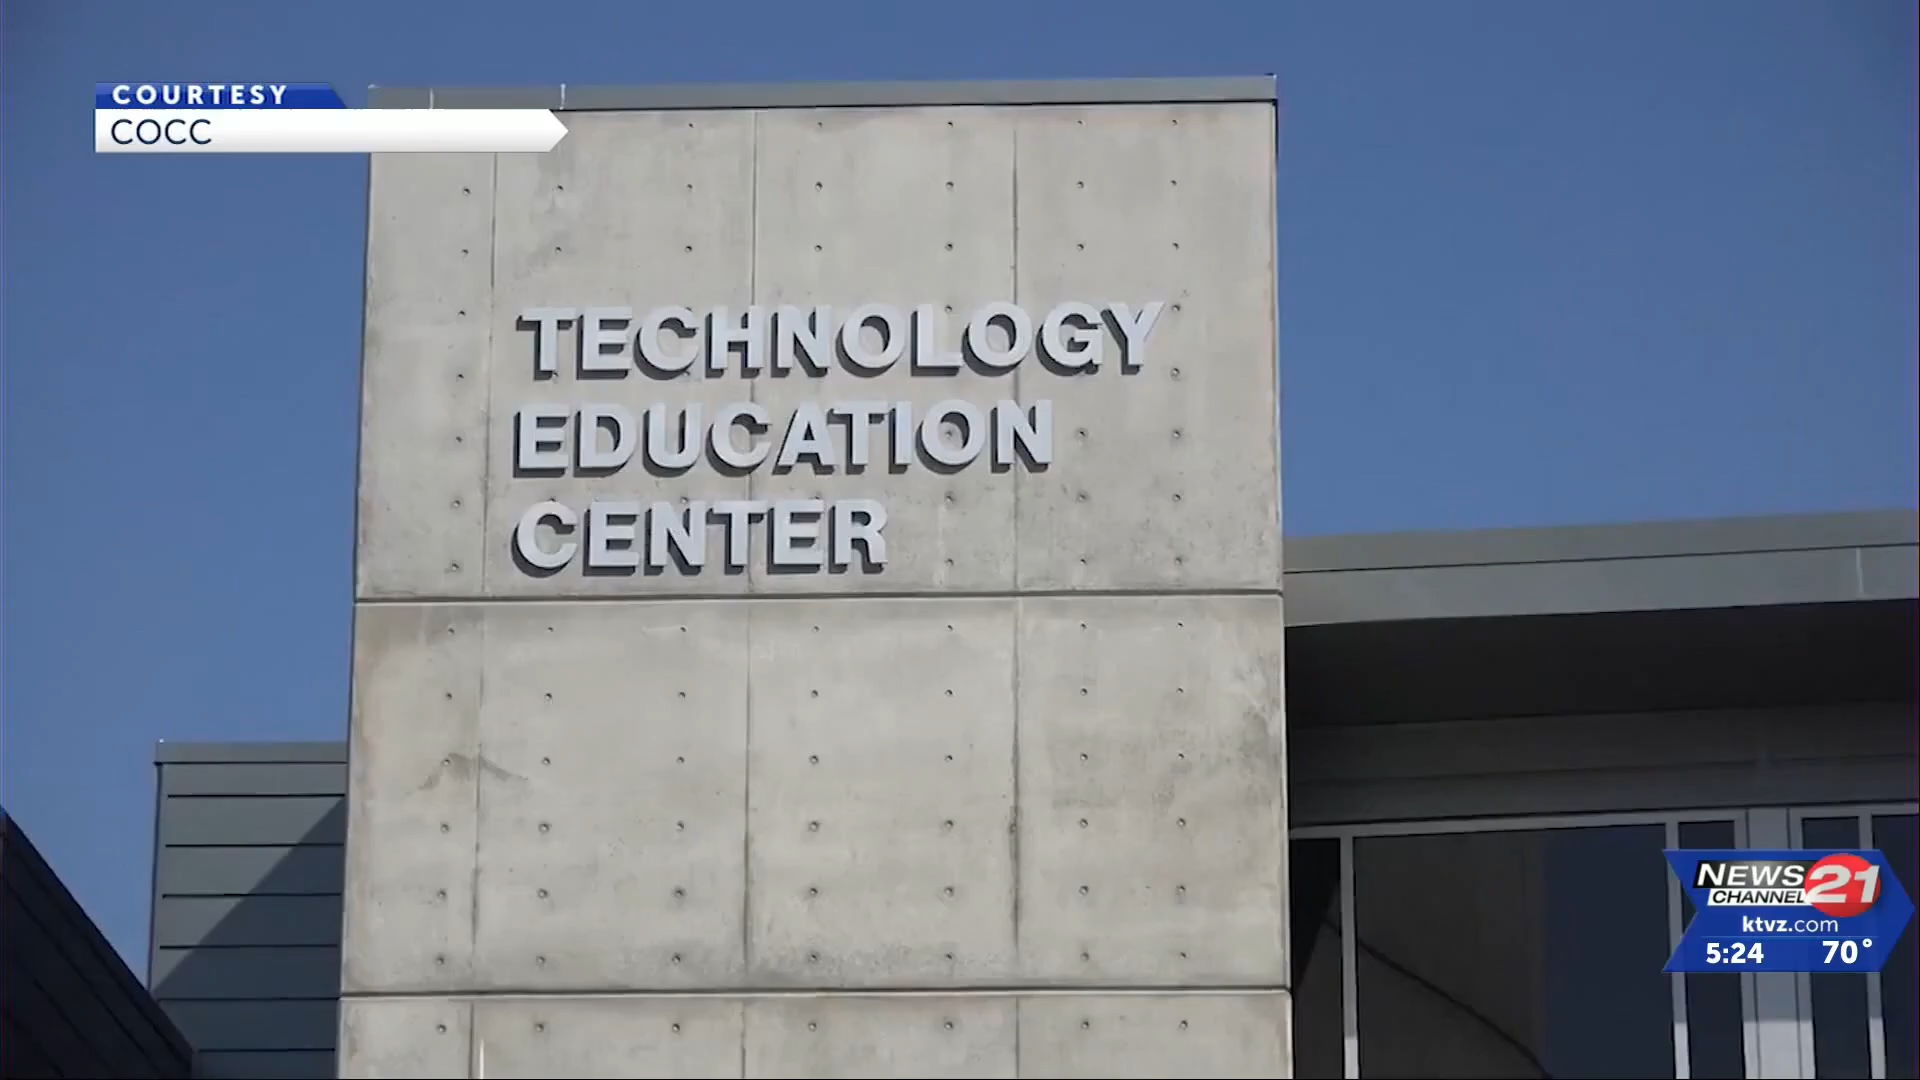 COURTESY
COCC
TECHNOLOGY
EDUCATION
CENTER
NEWS
CHANNEL 21
ktvz.com
5:24 70°